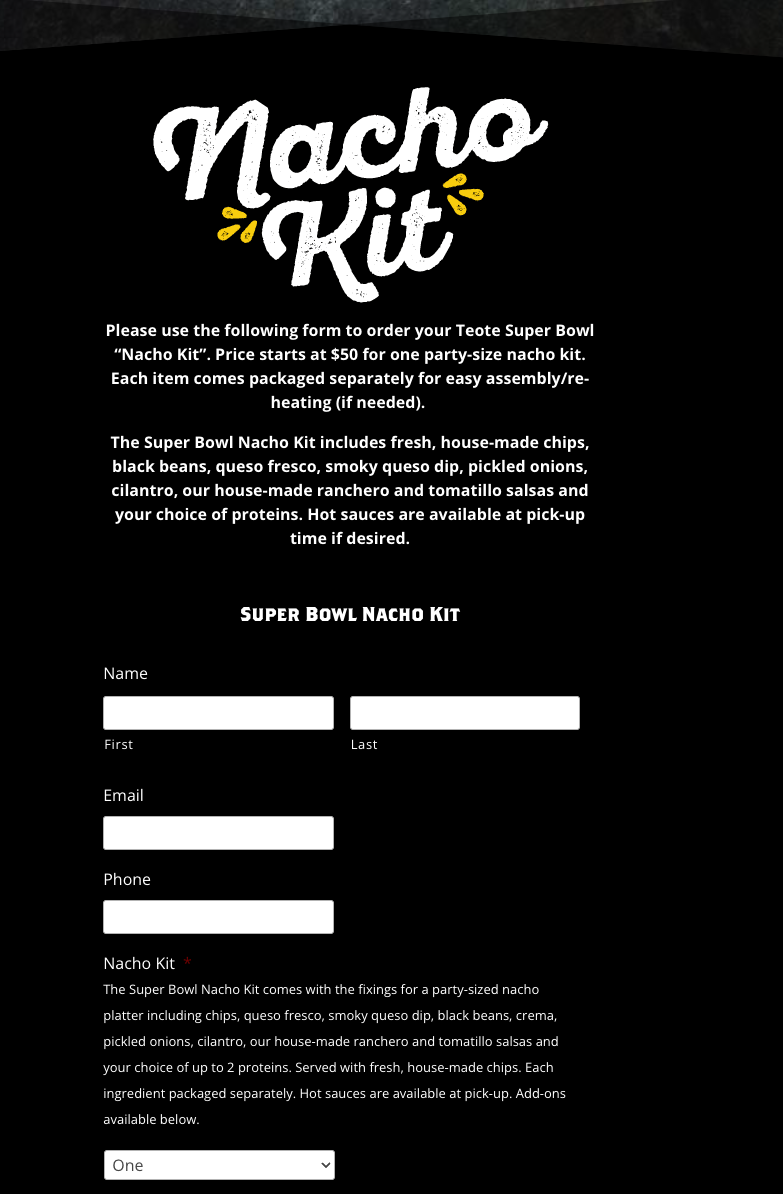 Nacho
Kit
Please use the following form to order your Teote Super Bowl
“Nacho Kit”. Price starts at $50 for one party-size nacho kit.
Each item comes packaged separately for easy assembly/re-
heating (if needed).
The Super Bowl Nacho Kit includes fresh, house-made chips,
black beans, queso fresco, smoky queso dip, pickled onions,
cilantro, our house-made ranchero and tomatillo salsas and
your choice of proteins. Hot sauces are available at pick-up
time if desired.
Super Bowl Nacho Kit
Name
First Last
Email
Phone
Nacho Kit *
The Super Bowl Nacho Kit comes with the fixings for a party-sized nacho
platter including chips, queso fresco, smoky queso dip, black beans, crema,
pickled onions, cilantro, our house-made ranchero and tomatillo salsas and
your choice of up to 2 proteins. Served with fresh, house-made chips. Each
ingredient packaged separately. Hot sauces are available at pick-up. Add-ons
available below.
One